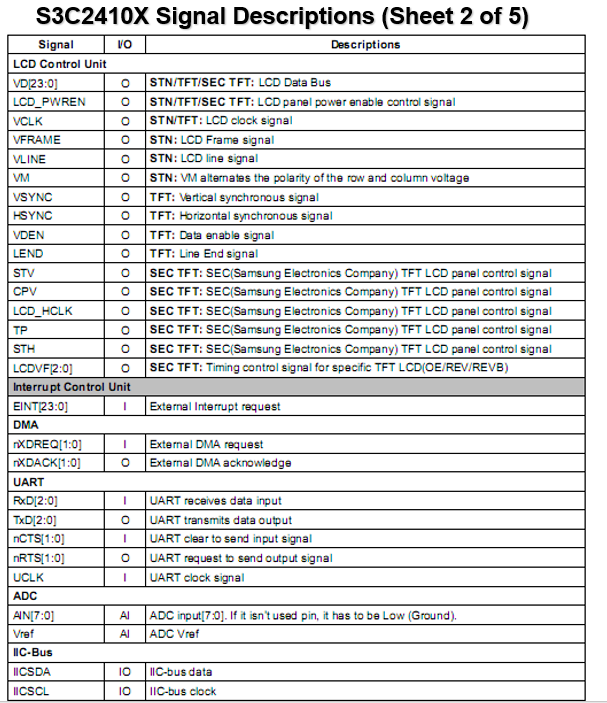 S3C2410X Signal Descriptions (Sheet 2 of 5)
Signal I/O Descriptions
LCD Control Unit
VD[23:0] O STN/TFT/SEC TFT: LCD Data Bus
LCD_PWREN O STN/TFT/SEC TFT: LCD panel power enable control signal
VCLK O STN/TFT: LCD clock signal
VFRAME O STN: LCD Frame signal
VLINE O STN: LCD line signal
VM O STN: VM alternates the polarity of the row and column voltage
VSYNC O TFT: Vertical synchronous signal
HSYNC O TFT: Horizontal synchronous signal
VDEN O TFT: Data enable signal
LEND O TFT: Line End signal
STV O SEC TFT: SEC(Samsung Electronics Company) TFT LCD panel control signal
CPV O SEC TFT: SEC(Samsung Electronics Company) TFT LCD panel control signal
LCD_HCLK O SEC TFT: SEC(Samsung Electronics Company) TFT LCD panel control signal
TP O SEC TFT: SEC(Samsung Electronics Company) TFT LCD panel control signal
STH O SEC TFT: SEC(Samsung Electronics Company) TFT LCD panel control signal
LCDVF[2:0] O SEC TFT: Timing control signal for specific TFT LCD(OE/REV/REVB)
Interrupt Control Unit
EINT[23:0] I External Interrupt request
DMA
nXDREQ[1:0] I External DMA request
nXDACK[1:0] O External DMA acknowledge
UART
RxD[2:0] I UART receives data input
TxD[2:0] O UART transmits data output
nCTS[1:0] I UART clear to send input signal
nRTS[1:0] O UART request to send output signal
UCLK I UART clock signal
ADC
AIN[7:0] AI ADC input[7:0]. If it isn't used pin, it has to be Low (Ground).
Vref AI ADC Vref
IIC-Bus
IICSDA IO IIC-bus data
IICSCL IO IIC-bus clock